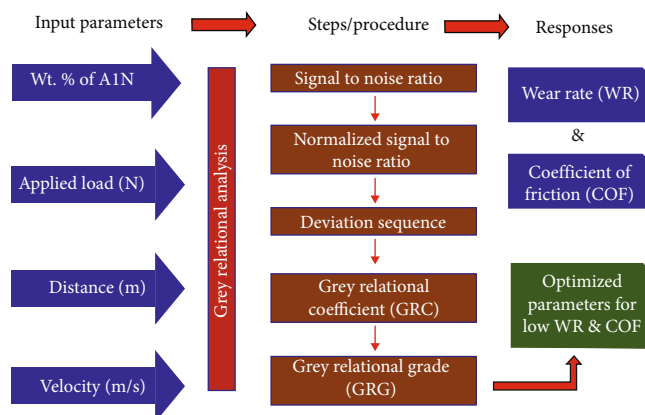 Input parameters
Steps/procedure
Responses
Wt. % of A1N
Applied load (N)
Distance (m)
Velocity (m/s)
Grey relational analysis
Signal to noise ratio
Normalized signal to
noise ratio
Deviation sequence
Grey relational
coefficient (GRC)
Grey relational grade
(GRG)
Wear rate (WR)
&
Coefficient of
friction (COF)
Optimized
parameters for
low WR & COF